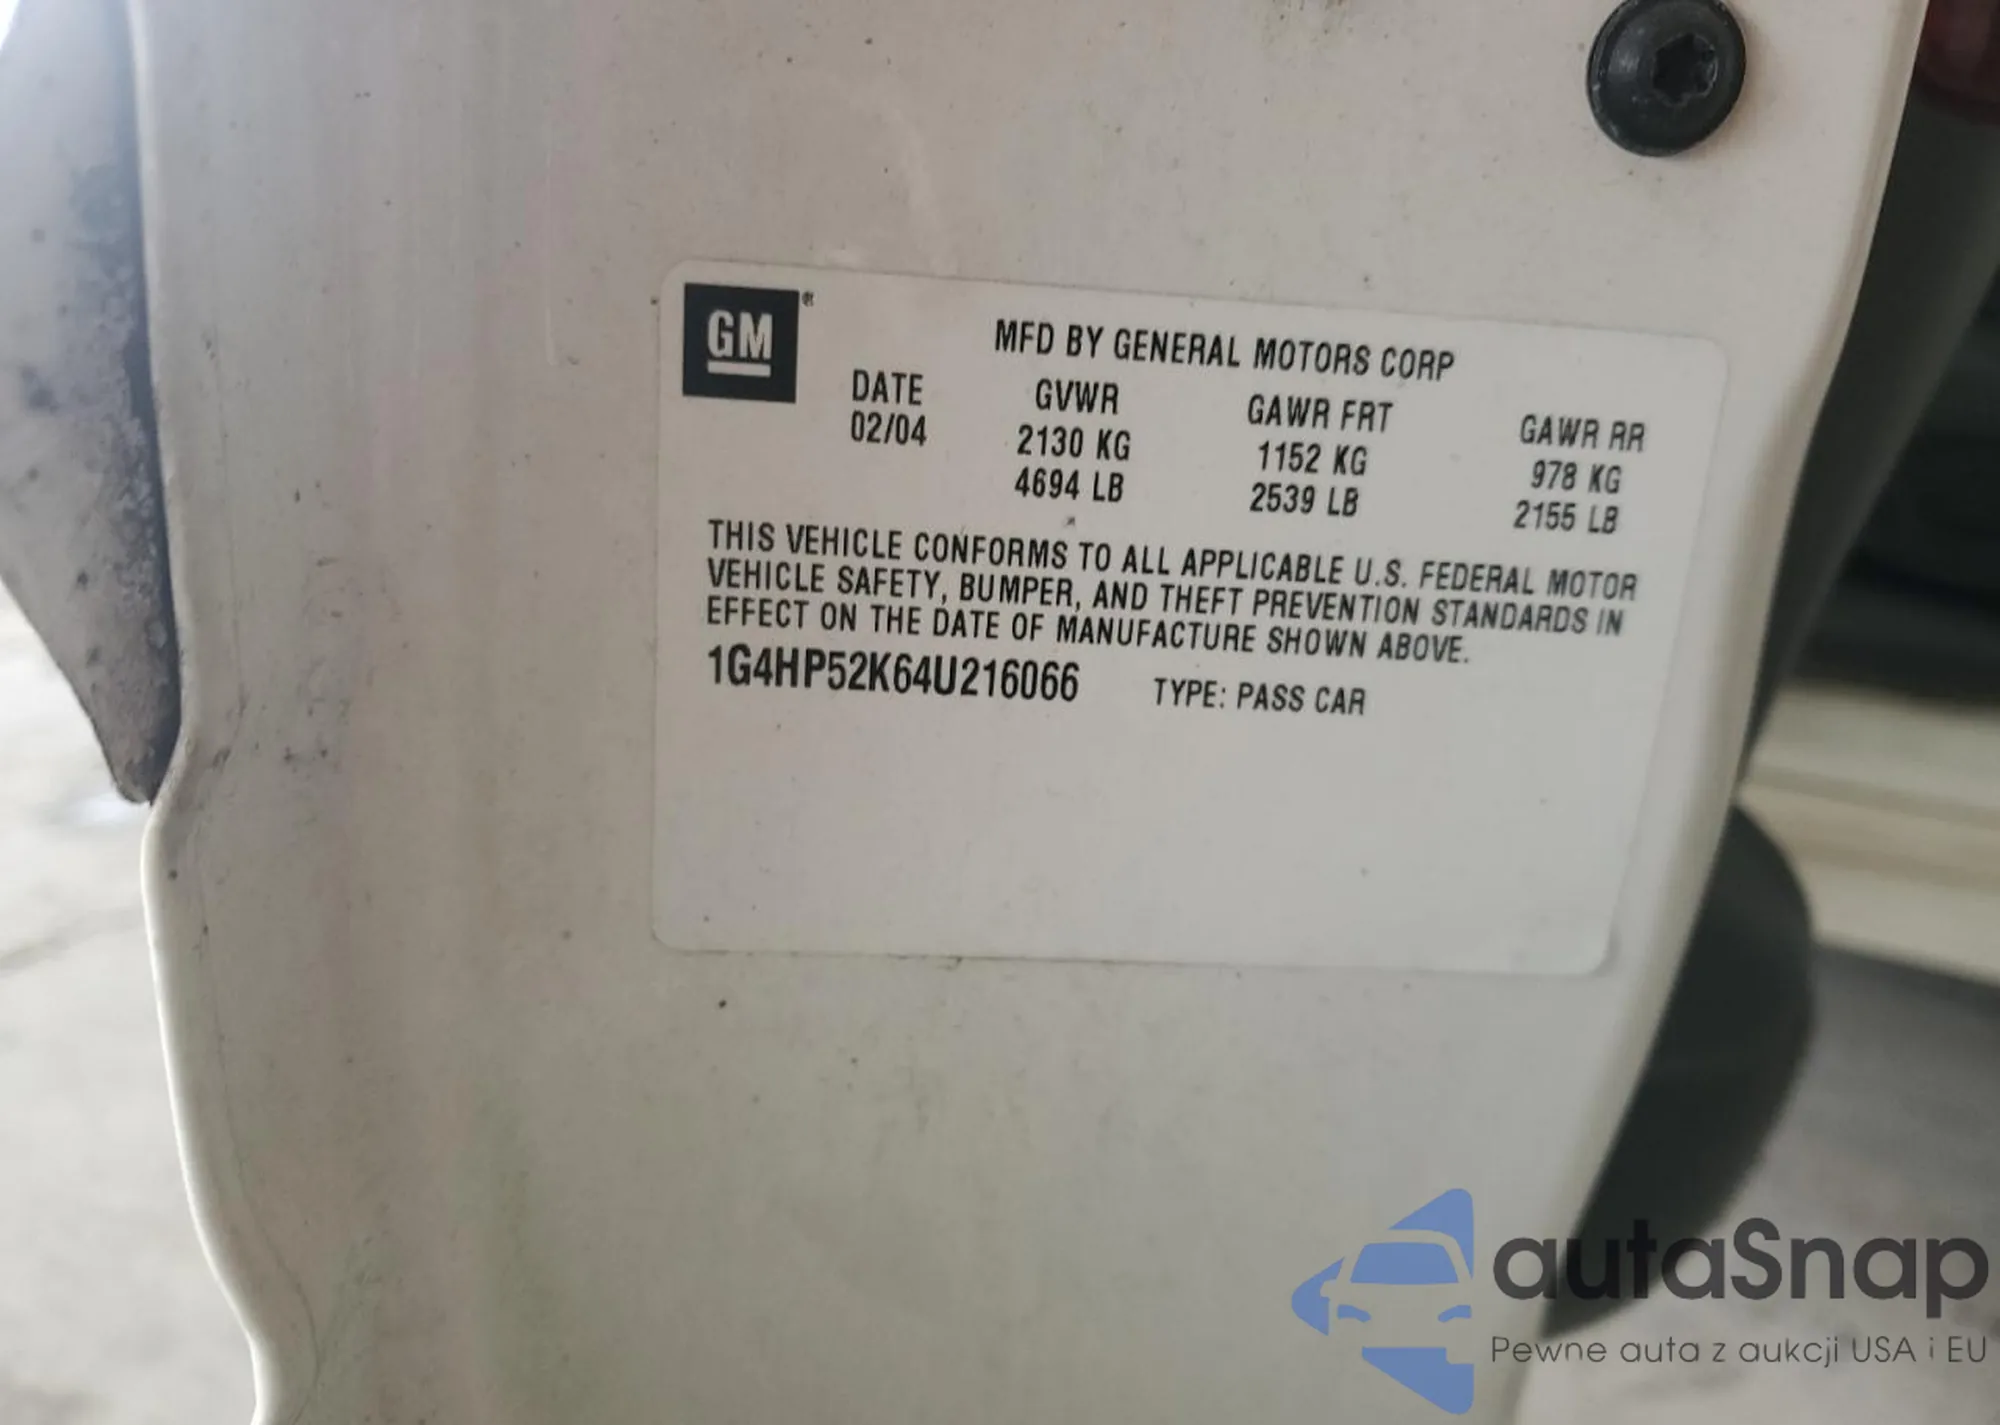 GM®
MFD BY GENERAL MOTORS CORP
DATE GVWR GAWR FRT GAWR RR
02/04 2130 KG 1152 KG 978 KG
4694 LB 2539 LB 2155 LB
THIS VEHICLE CONFORMS TO ALL APPLICABLE U.S. FEDERAL MOTOR
VEHICLE SAFETY, BUMPER, AND THEFT PREVENTION STANDARDS IN
EFFECT ON THE DATE OF MANUFACTURE SHOWN ABOVE.
1G4HP52K64U216066 TYPE: PASS CAR
autaSnap
Pewne auta z aukcji USA i EU